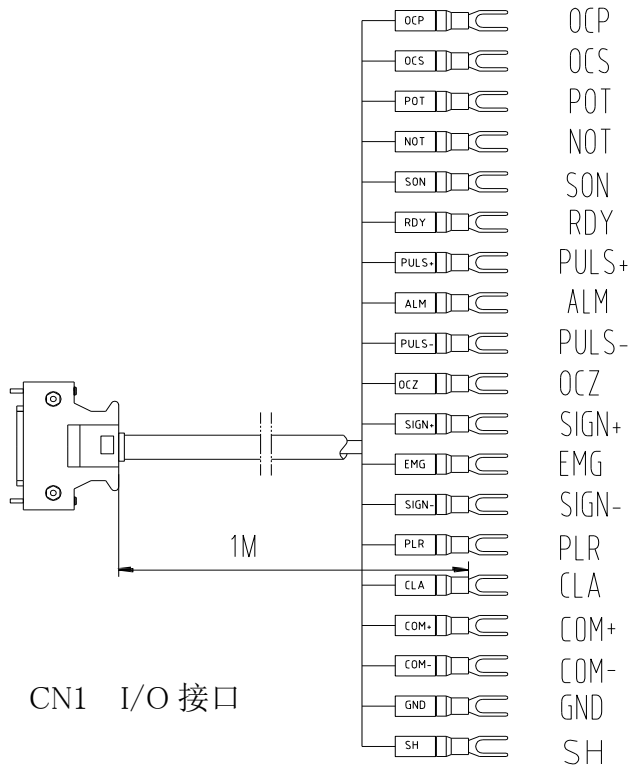 OCP OCP
OCS OCS
POT POT
NOT NOT
SON SON
RDY RDY
PULS+ PULS+
ALM ALM
PULS- PULS-
OCZ OCZ
SIGN+ SIGN+
EMG EMG
SIGN- SIGN-
1M
PLR PLR
CLA CLA
COM+ COM+
COM- COM-
CN1 I/O 接口
GND GND
SH SH